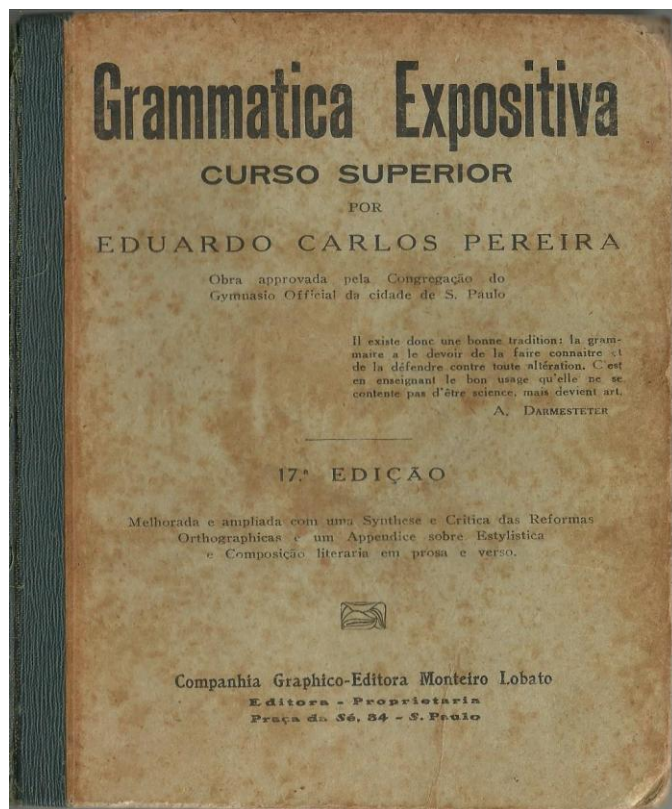 Grammatica Expositiva
CURSO SUPERIOR
POR
EDUARDO CARLOS PEREIRA
Obra approvada pela Congregação do
Gymnasio Official da cidade de S. Paulo
Il existe donc une bonne tradition: la gram-
maire a le devoir de la faire connaitre et
de la défendre contre toute altération. C'est
en enseignant le bon usage qu'elle ne se
contente pas d'être science, mais devient art.
A. DARMESTETER
17.ª EDIÇÃO
Melhorada e ampliada com uma Synthese e Critica das Reformas
Orthographicas e um Appendice sobre Estylistica
e Composição literaria em prosa e verso.
Companhia Graphico-Editora Monteiro Lobato
Editora - Proprietaria
Praça da Sé, 34 - S. Paulo